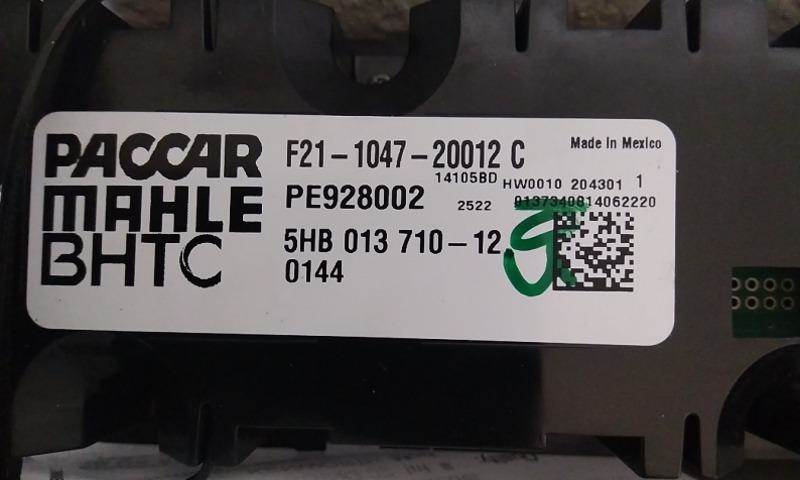 PACCAR
MAHLE
BHTC
F21-1047-20012 C
Made in Mexico
14105BD
HW0010 204301 1
PE928002
2522
0137340814062220
5HB 013 710-12
0144